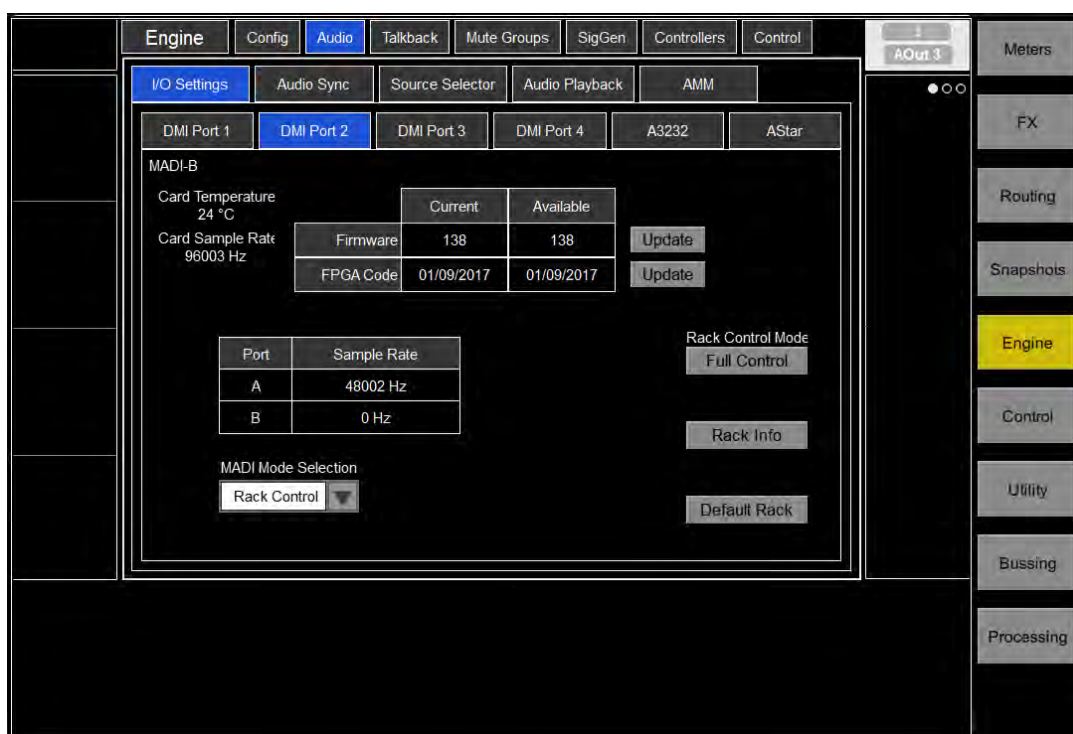 Engine Config Audio Talkback Mute Groups SigGen Controllers Control
AOut 3
Meters
I/O Settings Audio Sync Source Selector Audio Playback AMM
DMI Port 1 DMI Port 2 DMI Port 3 DMI Port 4 A3232 AStar
FX
MADI-B
Card Temperature
24 °C
Current Available
Routing
Card Sample Rate
96003 Hz
Firmware 138 138 Update
FPGA Code 01/09/2017 01/09/2017 Update
Snapshots
Rack Control Mode
Full Control
Engine
Port Sample Rate
A 48002 Hz
B 0 Hz
Control
Rack Info
MADI Mode Selection
Rack Control
Utility
Default Rack
Bussing
Processing